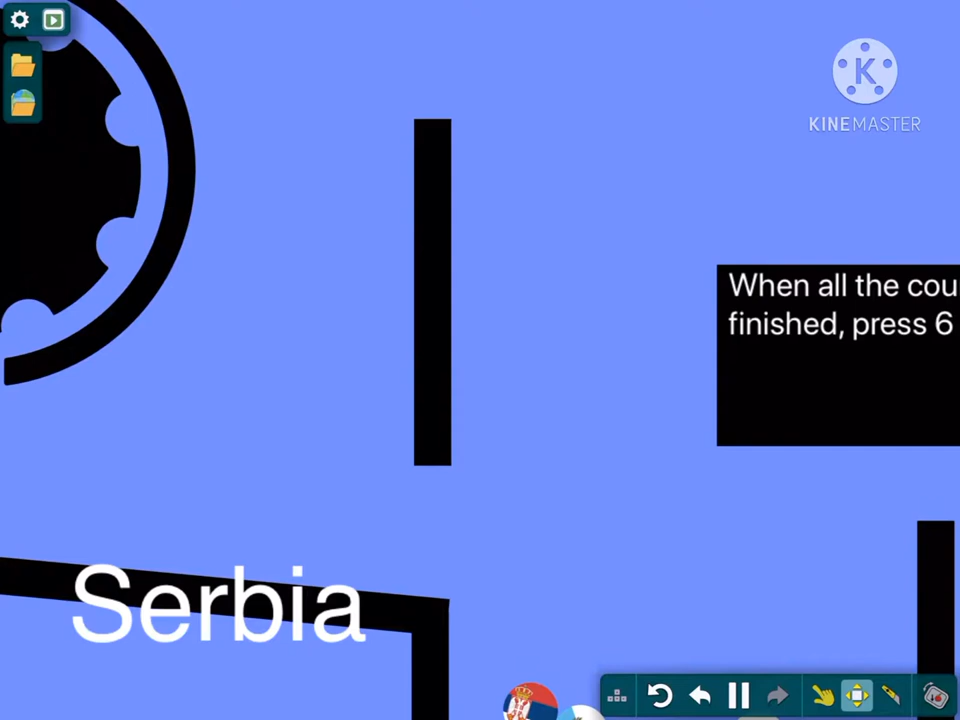 K
KINEMASTER
When all the cou
finished, press 6
Serbia